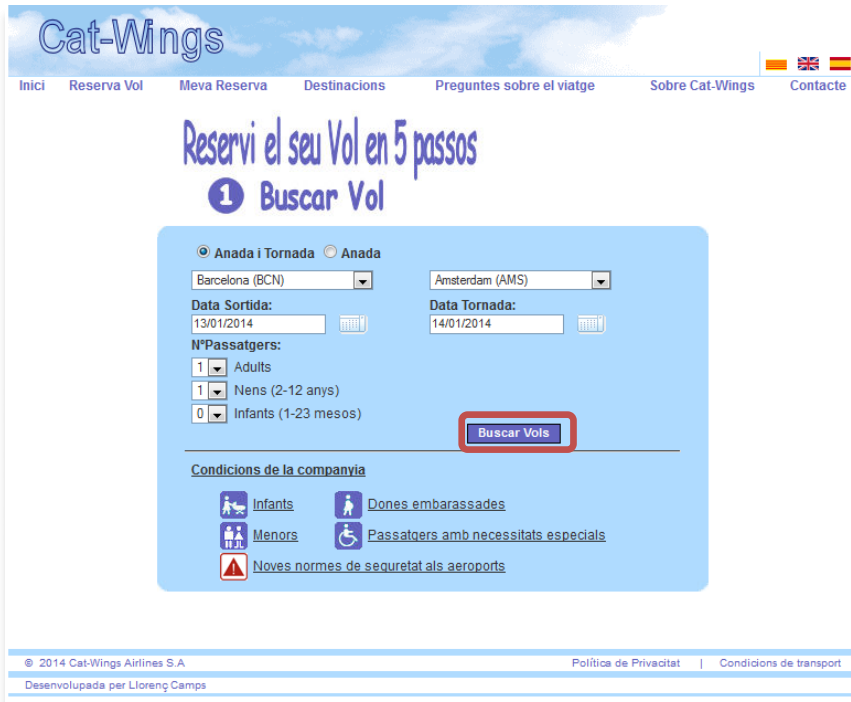 Cat-Wings
Inici Reserva Vol Meva Reserva Destinacions Preguntes sobre el viatge Sobre Cat-Wings Contacte
Reservi el seu Vol en 5 passos
1 Buscar Vol
Anada i Tornada Anada
Barcelona (BCN) Amsterdam (AMS)
Data Sortida: Data Tornada:
13/01/2014 14/01/2014
NºPassatgers:
1 Adults
1 Nens (2-12 anys)
0 Infants (1-23 mesos)
Buscar Vols
Condicions de la companyia
Infants Dones embarassades
Menors Passatgers amb necessitats especials
Noves normes de seguretat als aeroports
© 2014 Cat-Wings Airlines S.A Política de Privacitat | Condicions de transport
Desenvolupada per Llorenç Camps